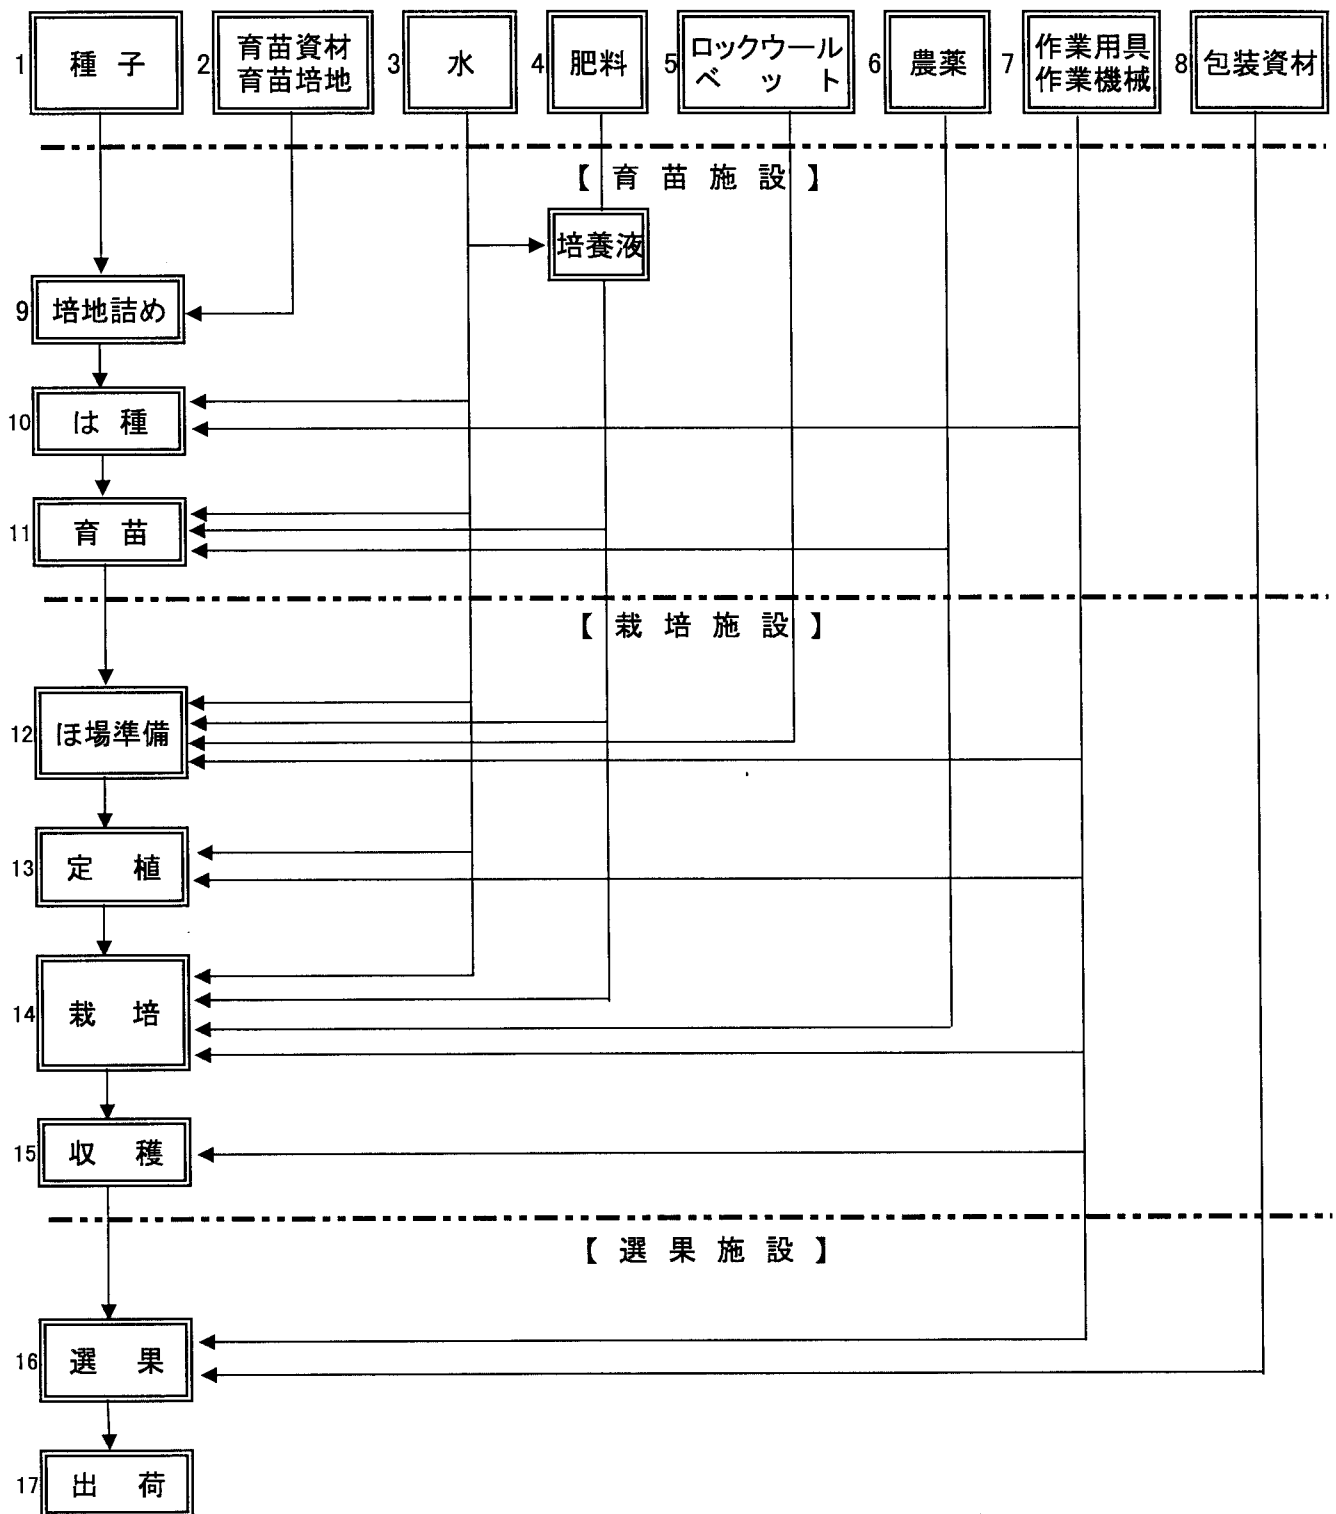 1 種子
2 育苗資材
育苗培地
3 水
4 肥料
5 ロックウール
ベット
6 農薬
7 作業用具
作業機械
8 包装資材
【育苗施設】
培養液
9 培地詰め
10 は種
11 育苗
【栽培施設】
12 ほ場準備
13 定植
14 栽培
15 収穫
【選果施設】
16 選果
17 出荷